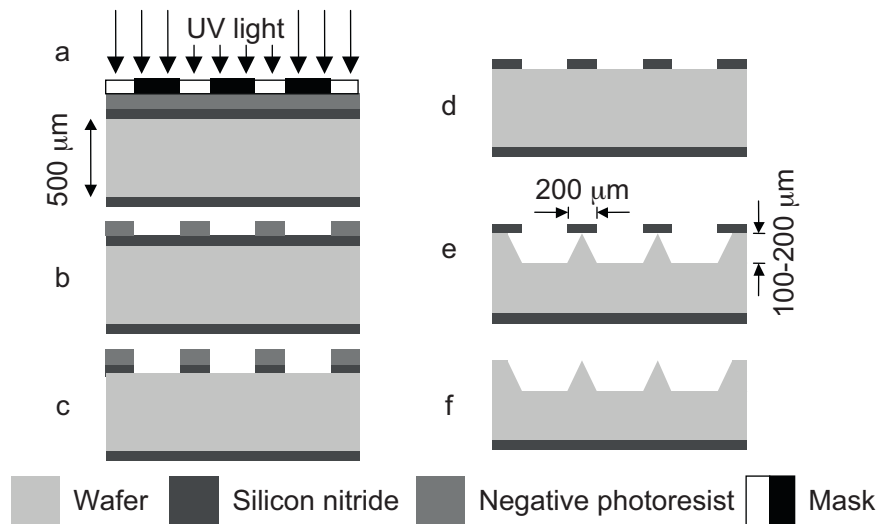 UV light
a
500 µm
b
c
d
200 µm
e
100-200 µm
f
Wafer
Silicon nitride
Negative photoresist
Mask